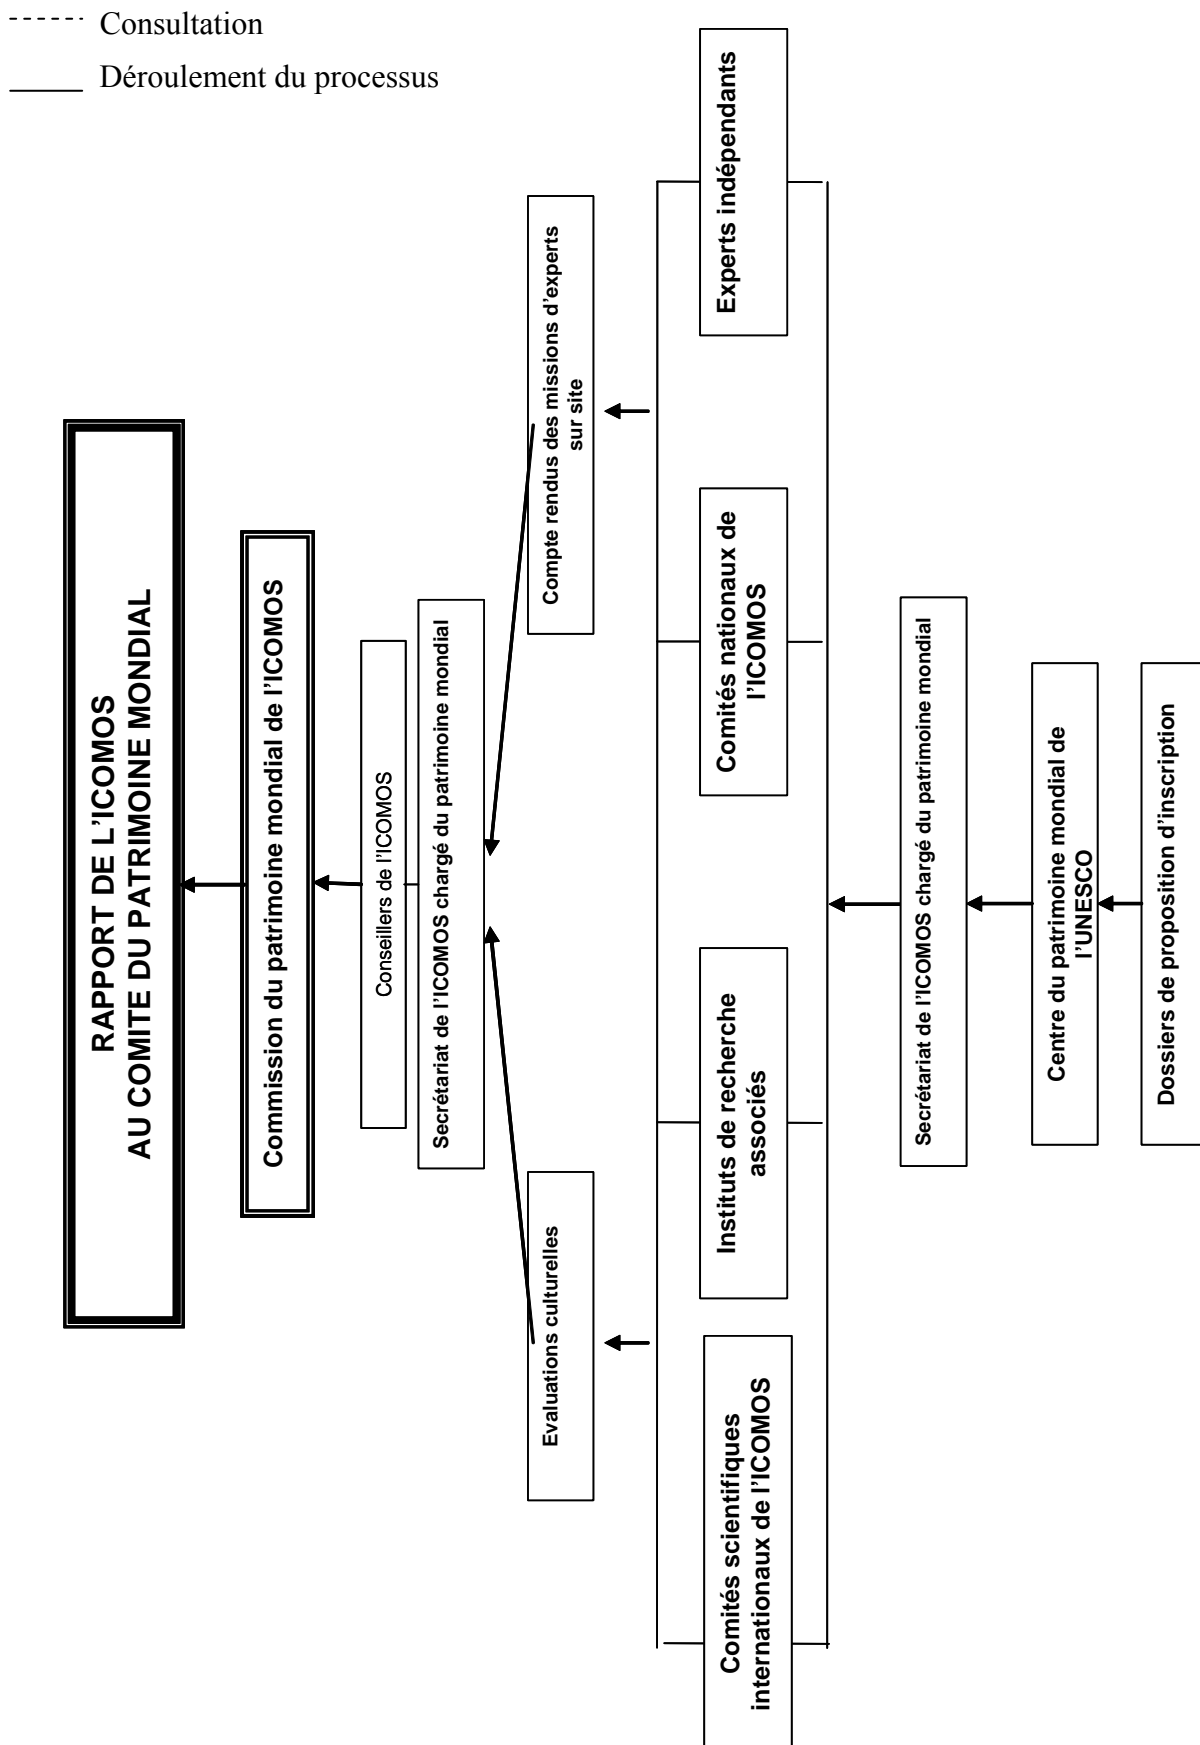 Consultation
Déroulement du processus
RAPPORT DE L'ICOMOS
AU COMITE DU PATRIMOINE MONDIAL
Commission du patrimoine mondial de l'ICOMOS
Conseillers de l'ICOMOS
Secrétariat de l'ICOMOS chargé du patrimoine mondial
Evaluations culturelles
Compte rendus des missions d'experts
sur site
Comités scientifiques
internationaux de l'ICOMOS
Instituts de recherche
associés
Comités nationaux de
l'ICOMOS
Experts indépendants
Secrétariat de l'ICOMOS chargé du patrimoine mondial
Centre du patrimoine mondial de
l'UNESCO
Dossiers de proposition d'inscription